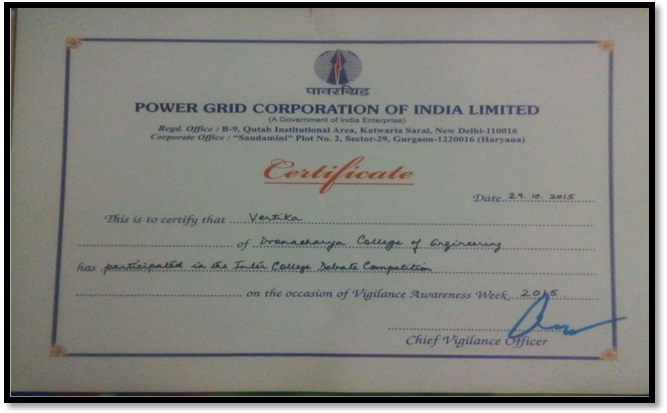 पावरग्रिड
POWER GRID CORPORATION OF INDIA LIMITED
(A Government of India Enterprise)
Regd. Office : B-9, Qutab Institutional Area, Katwaria Sarai, New Delhi-110016
Corporate Office : "Saudamini" Plot No. 2, Sector-29, Gurgaon-1220016 (Haryana)
Certificate
Date 29.10.2015
This is to certify that Vertika
of Dronacharya College of Engineering
has participated in the Inter College Debate Competition
on the occasion of Vigilance Awareness Week 2015
Chief Vigilance Officer